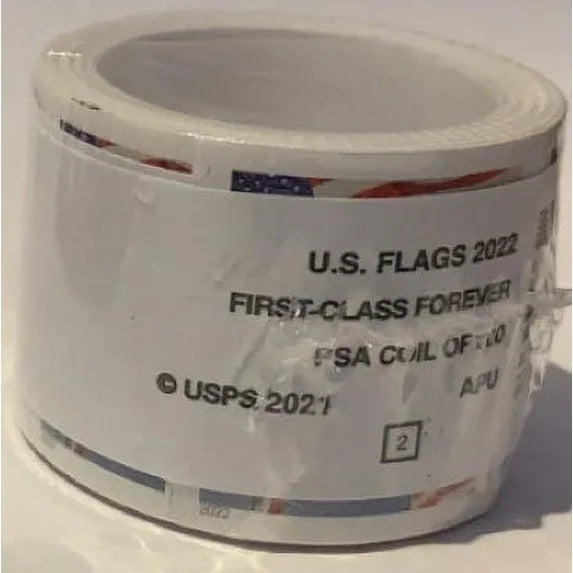 U.S. FLAGS 2022
FIRST-CLASS FOREVER
PSA COIL OF
© USPS 2021
APU
2
2022